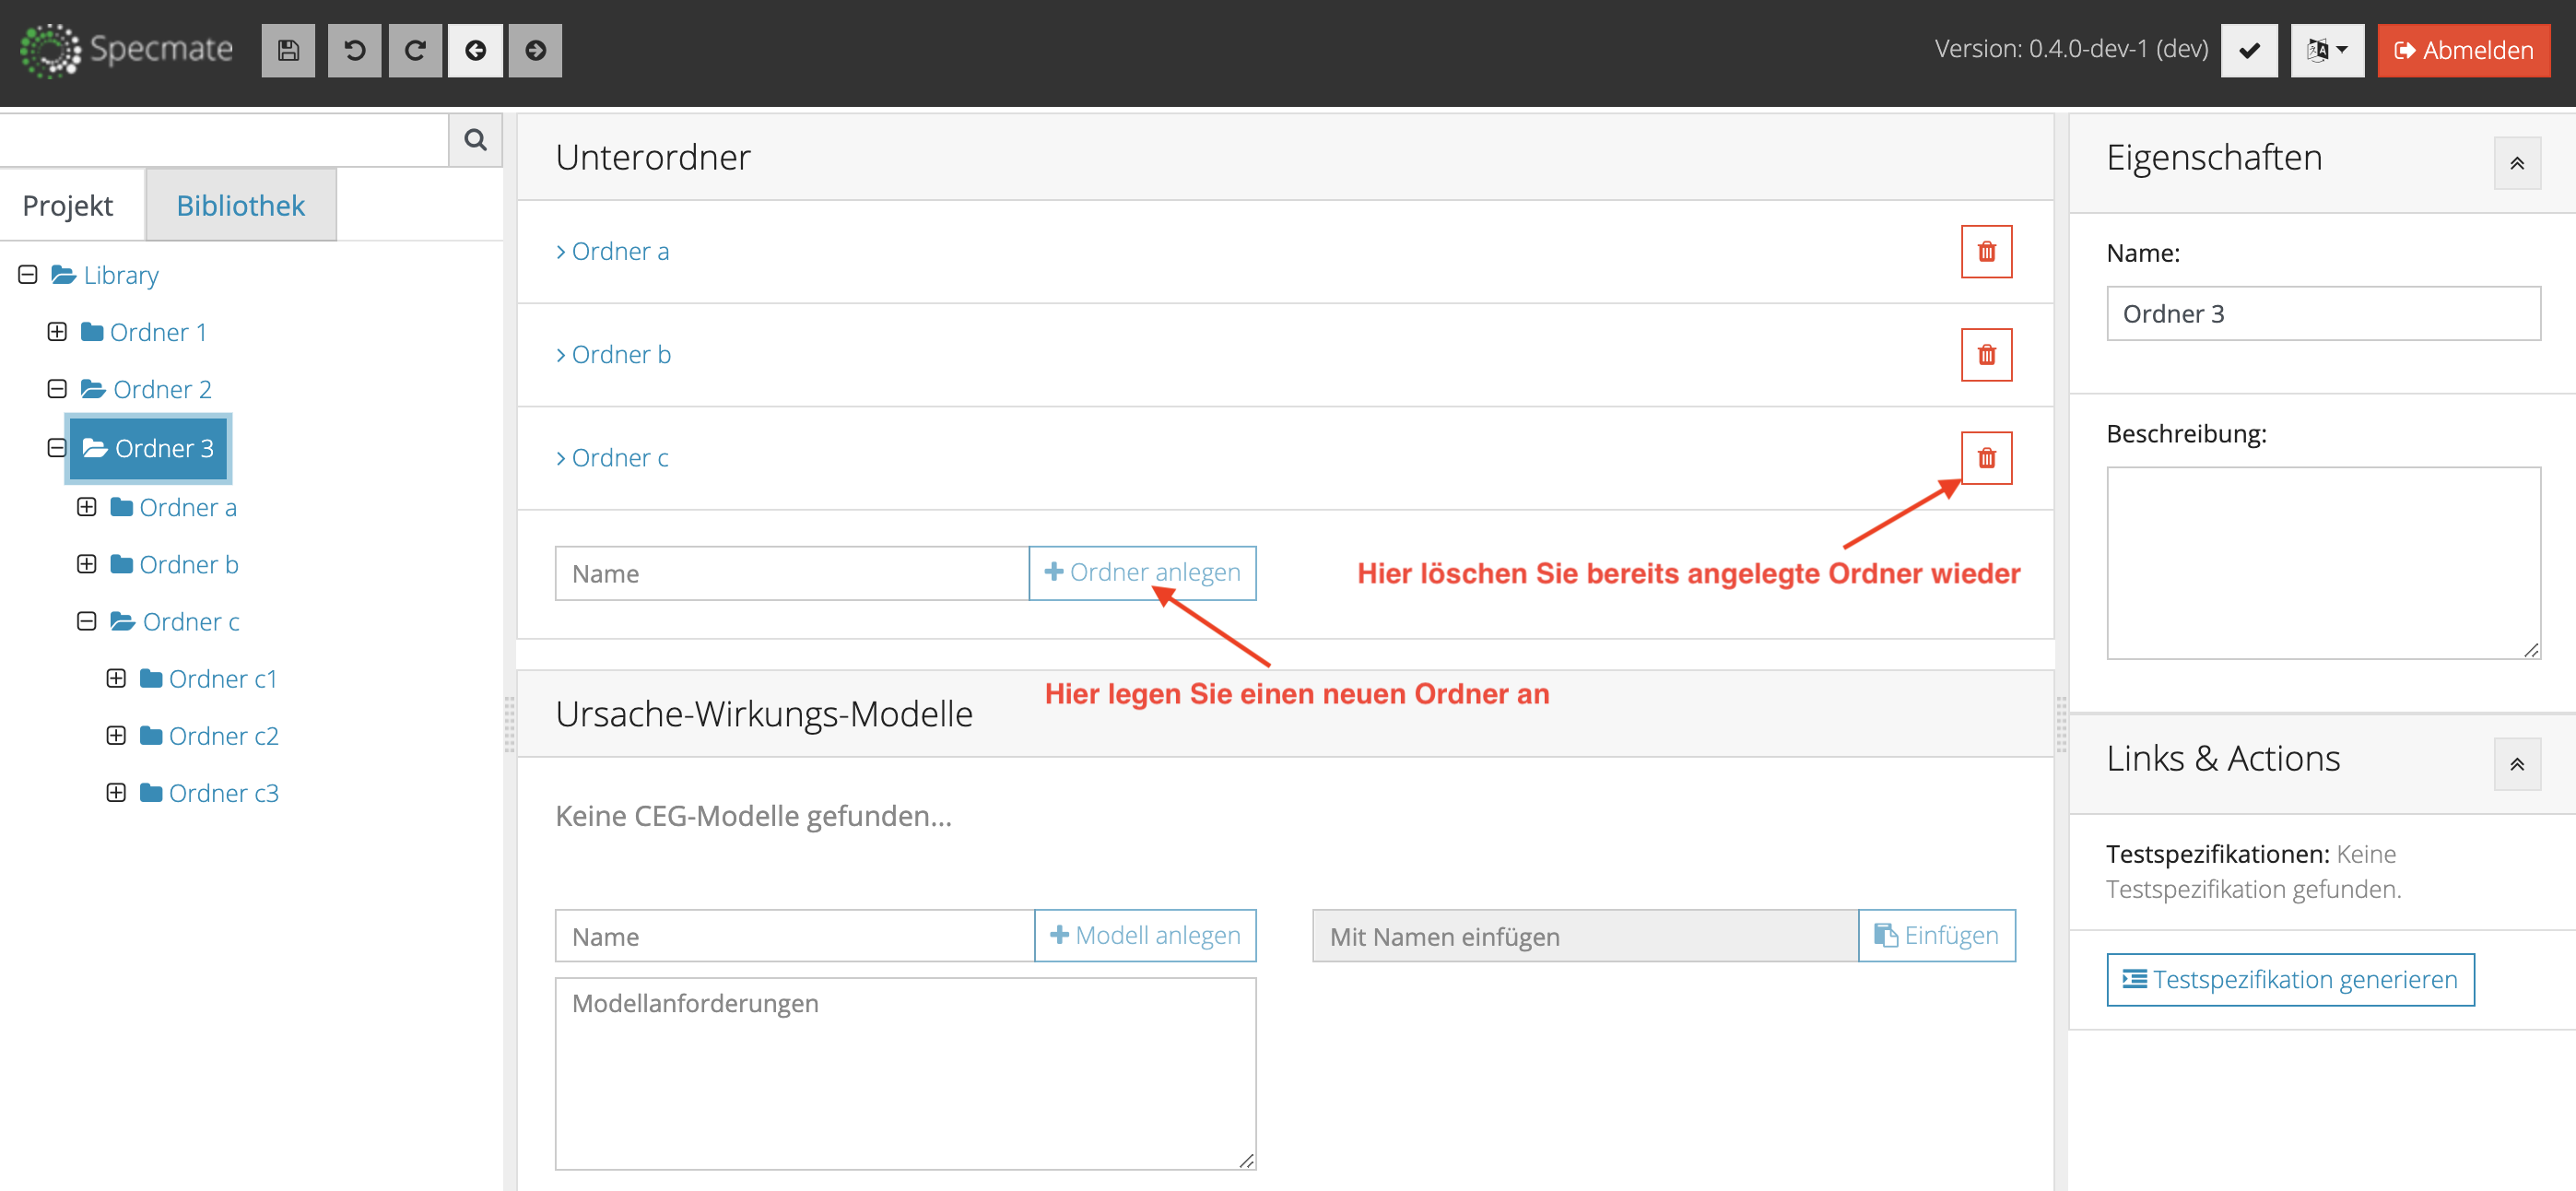 Specmate
Version: 0.4.0-dev-1 (dev)
Abmelden
Projekt
Bibliothek
Library
Ordner 1
Ordner 2
Ordner 3
Ordner a
Ordner b
Ordner c
Ordner c1
Ordner c2
Ordner c3
Unterordner
Ordner a
Ordner b
Ordner c
Name
Ordner anlegen
Hier löschen Sie bereits angelegte Ordner wieder
Hier legen Sie einen neuen Ordner an
Ursache-Wirkungs-Modelle
Keine CEG-Modelle gefunden...
Name
Modell anlegen
Mit Namen einfügen
Einfügen
Modellanforderungen
Eigenschaften
Name:
Ordner 3
Beschreibung:
Links & Actions
Testspezifikationen: Keine
Testspezifikation gefunden.
Testspezifikation generieren